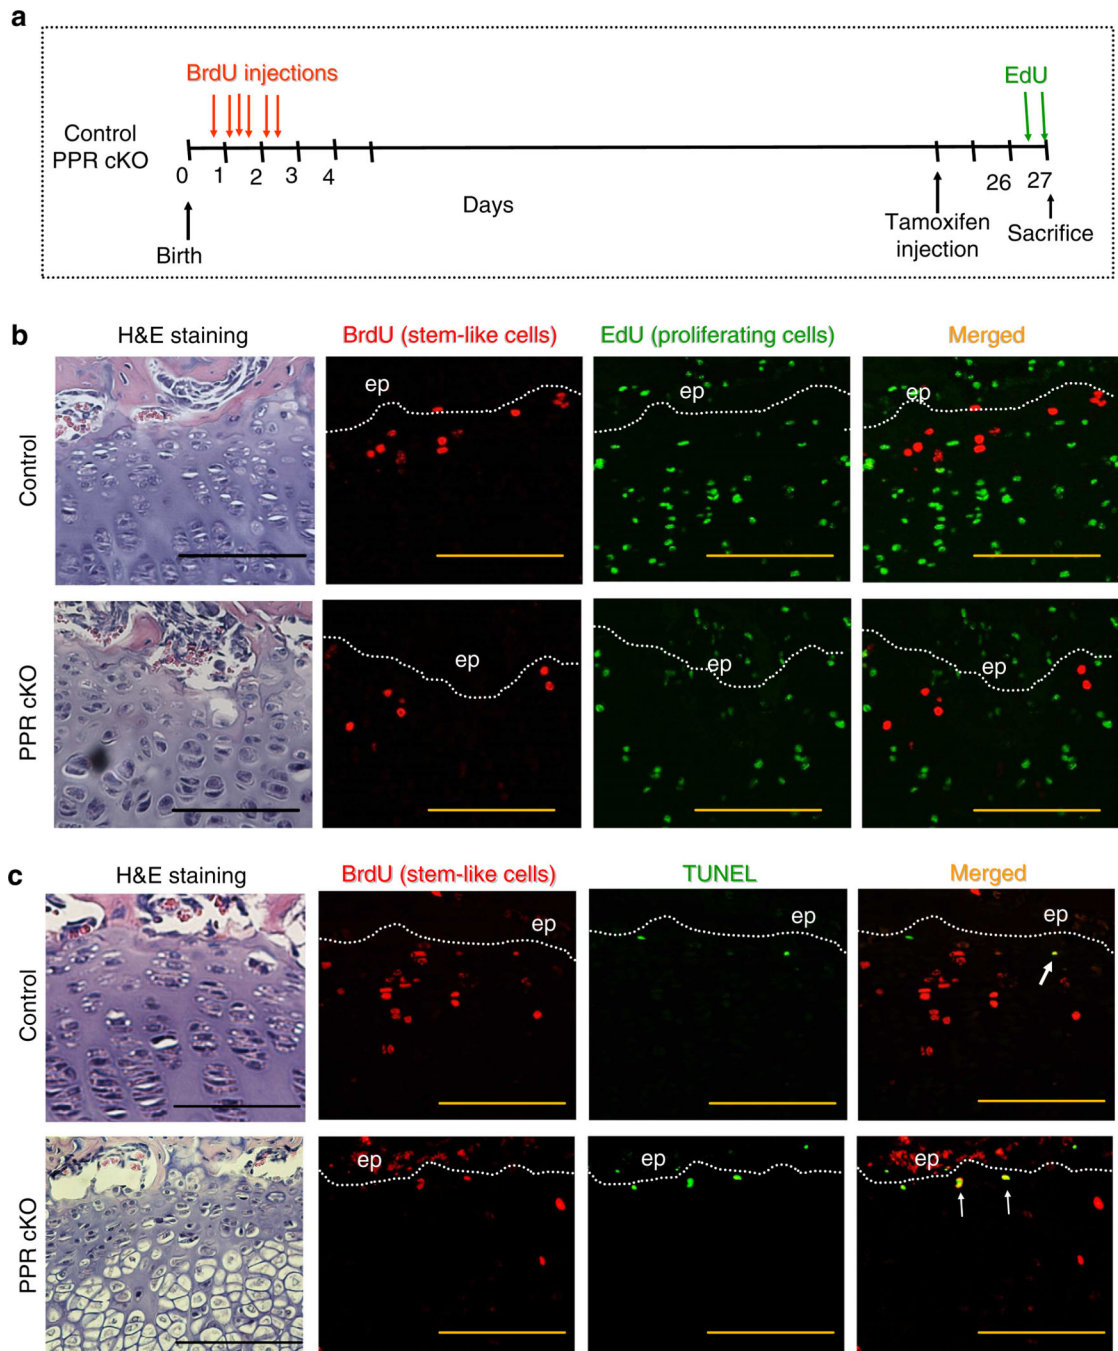 a
BrdU injections
EdU
Control
PPR cKO
0 1 2 3 4 26 27
Days
Birth
Tamoxifen
injection
Sacrifice
b
H&E staining BrdU (stem-like cells) EdU (proliferating cells) Merged
Control
ep ep ep
PPR cKO
ep ep ep
c
H&E staining BrdU (stem-like cells) TUNEL Merged
Control
ep ep ep
PPR cKO
ep ep ep